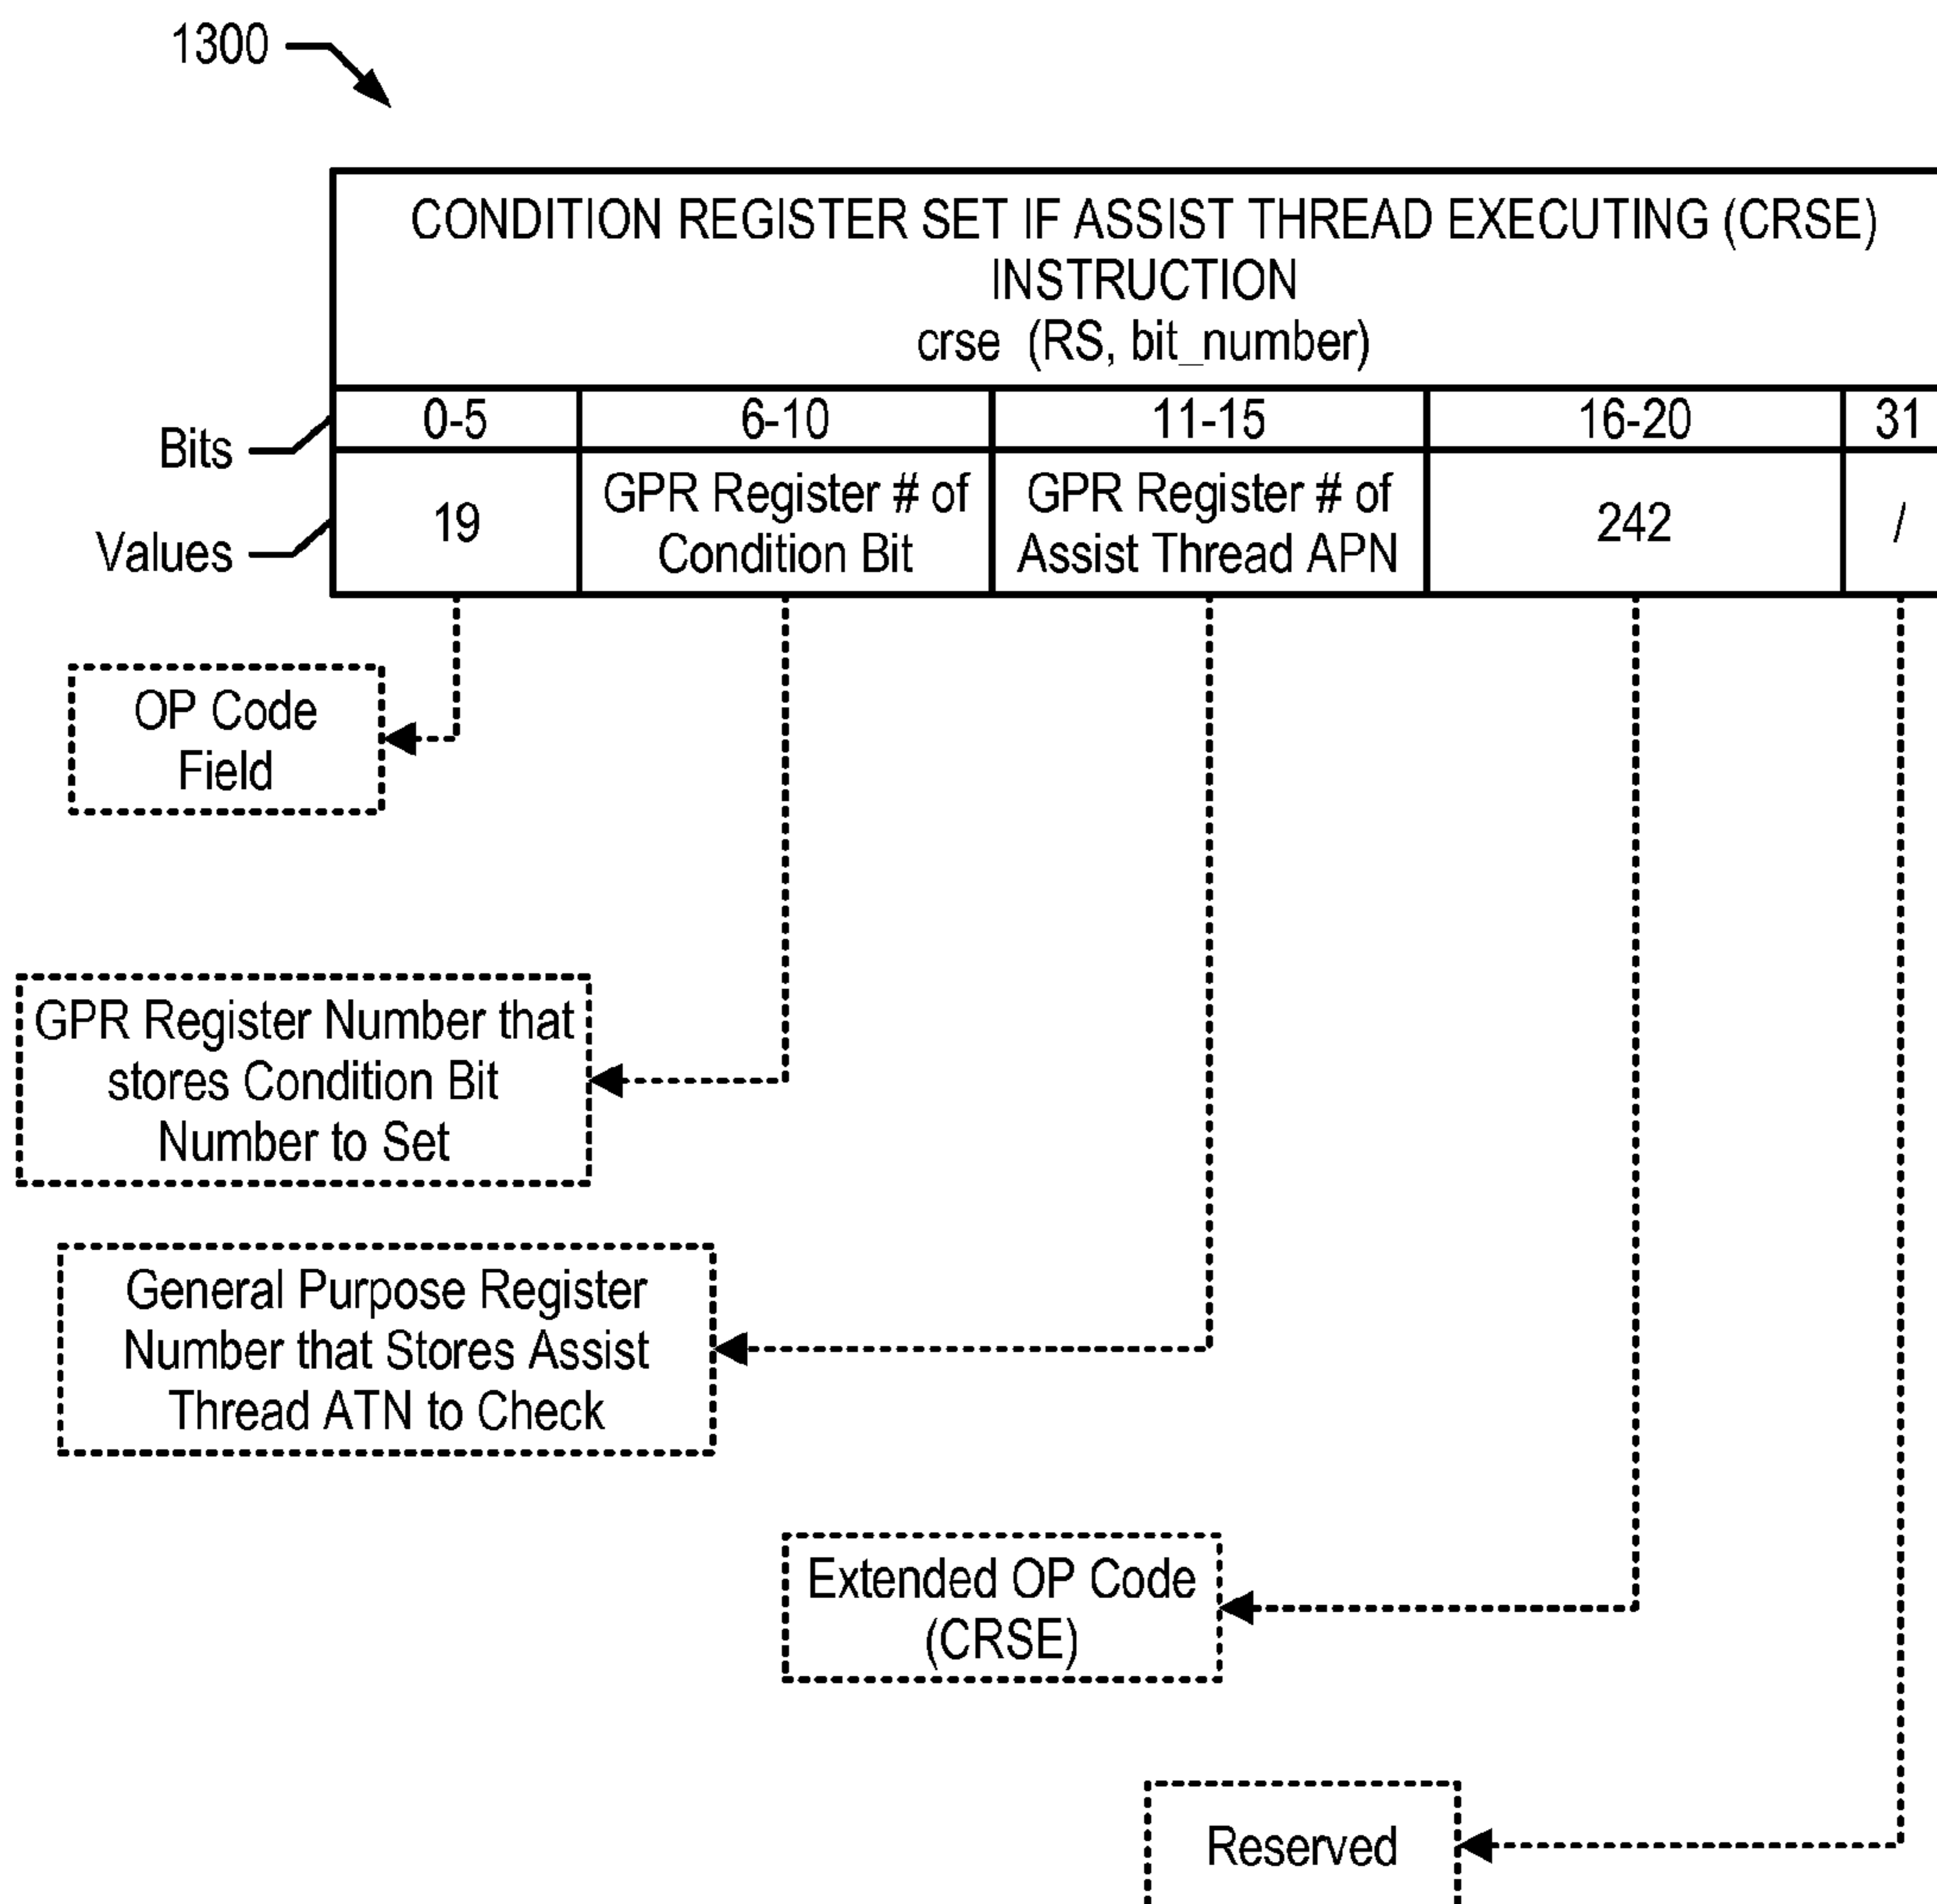 1300
CONDITION REGISTER SET IF ASSIST THREAD EXECUTING (CRSE)
INSTRUCTION
crse (RS, bit_number)
Bits
0-5 6-10 11-15 16-20 31
Values
19
GPR Register # of
Condition Bit
GPR Register # of
Assist Thread APN
242
/
OP Code
Field
GPR Register Number that
stores Condition Bit
Number to Set
General Purpose Register
Number that Stores Assist
Thread ATN to Check
Extended OP Code
(CRSE)
Reserved